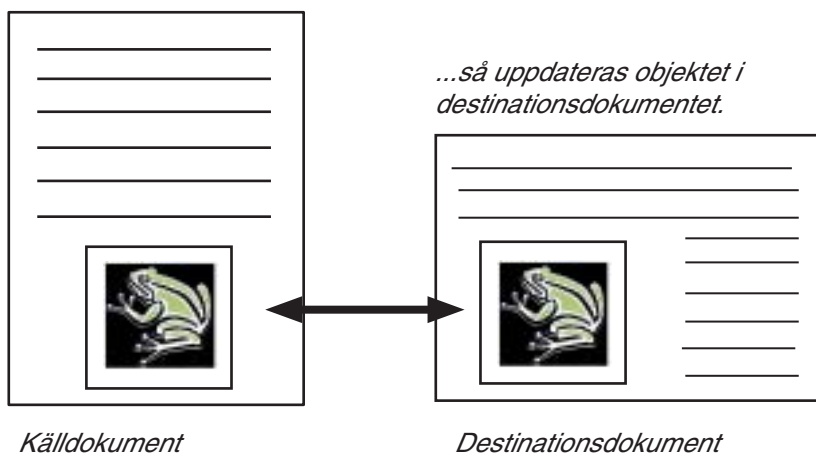 ...så uppdateras objektet i
destinationsdokumentet.
Källdokument
Destinationsdokument